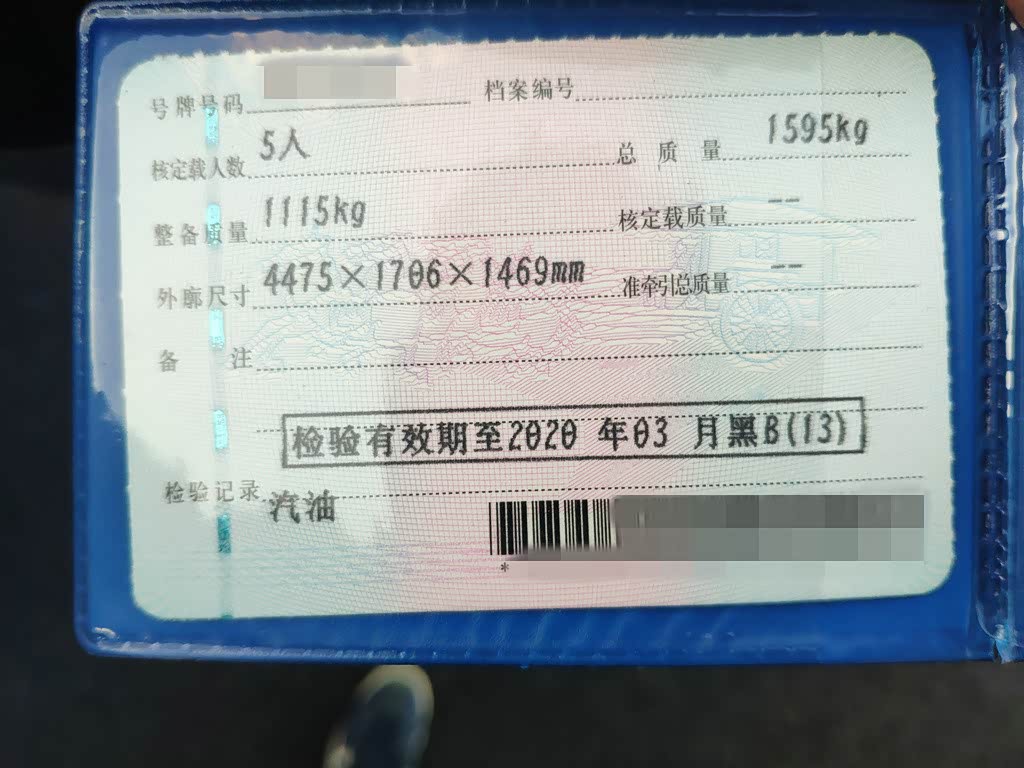 号牌号码 档案编号
核定载人数 5人 总质量 1595kg
整备质量 1115kg 核定载质量 --
外廓尺寸 4475×1706×1469mm 准牵引总质量 --
备注
检验有效期至2020 年03 月黑B(13)
检验记录 汽油
*